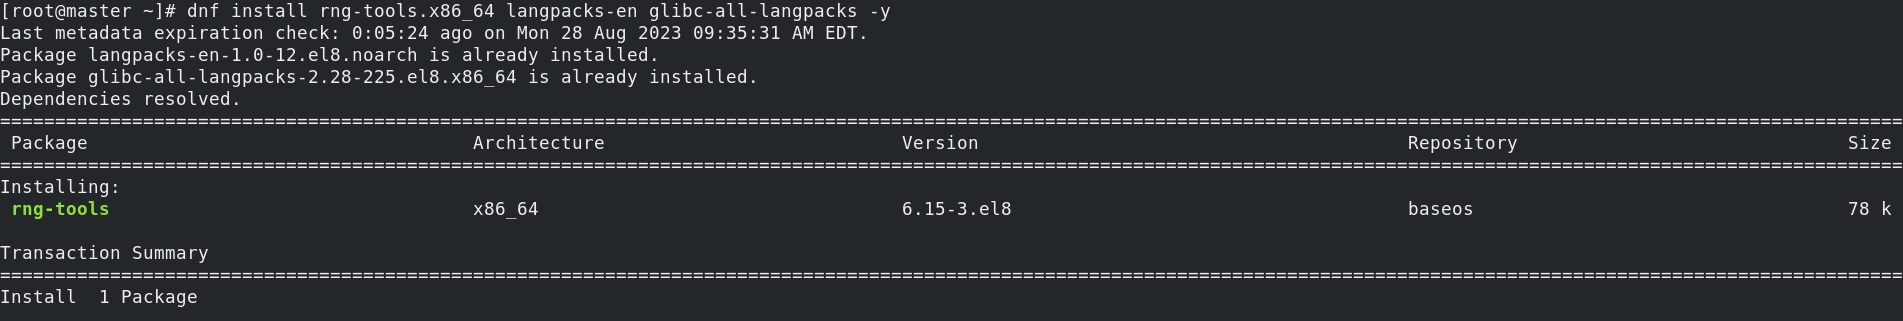 [root@master ~]# dnf install rng-tools.x86_64 langpacks-en glibc-all-langpacks -y
Last metadata expiration check: 0:05:24 ago on Mon 28 Aug 2023 09:35:31 AM EDT.
Package langpacks-en-1.0-12.el8.noarch is already installed.
Package glibc-all-langpacks-2.28-225.el8.x86_64 is already installed.
Dependencies resolved.
=============================================================================================================================================================================
Package Architecture Version Repository Size
=============================================================================================================================================================================
Installing:
rng-tools x86_64 6.15-3.el8 baseos 78 k
Transaction Summary
=============================================================================================================================================================================
Install  1 Package